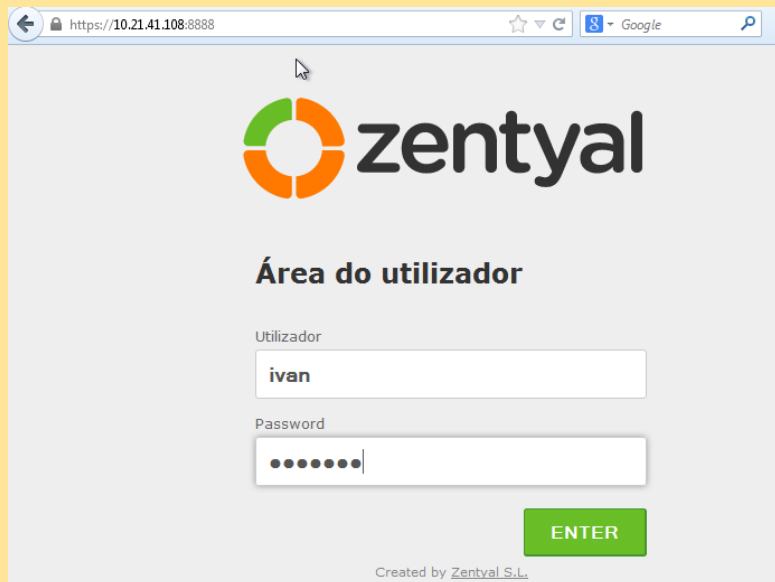 https://10.21.41.108:8888
Google
zentyal
Área do utilizador
Utilizador
ivan
Password
ENTER
Created by Zentyal S.L.